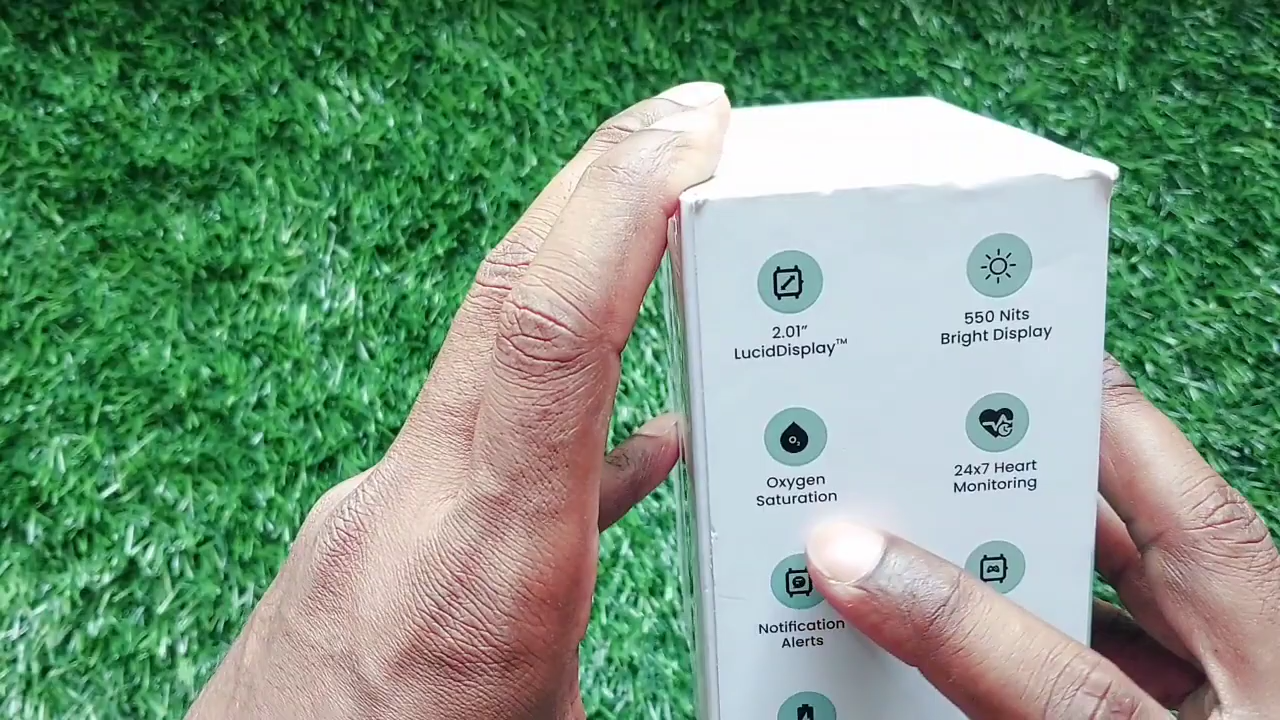 2.01”
LucidDisplay™
550 Nits
Bright Display
Oxygen
Saturation
24x7 Heart
Monitoring
Notification
Alerts